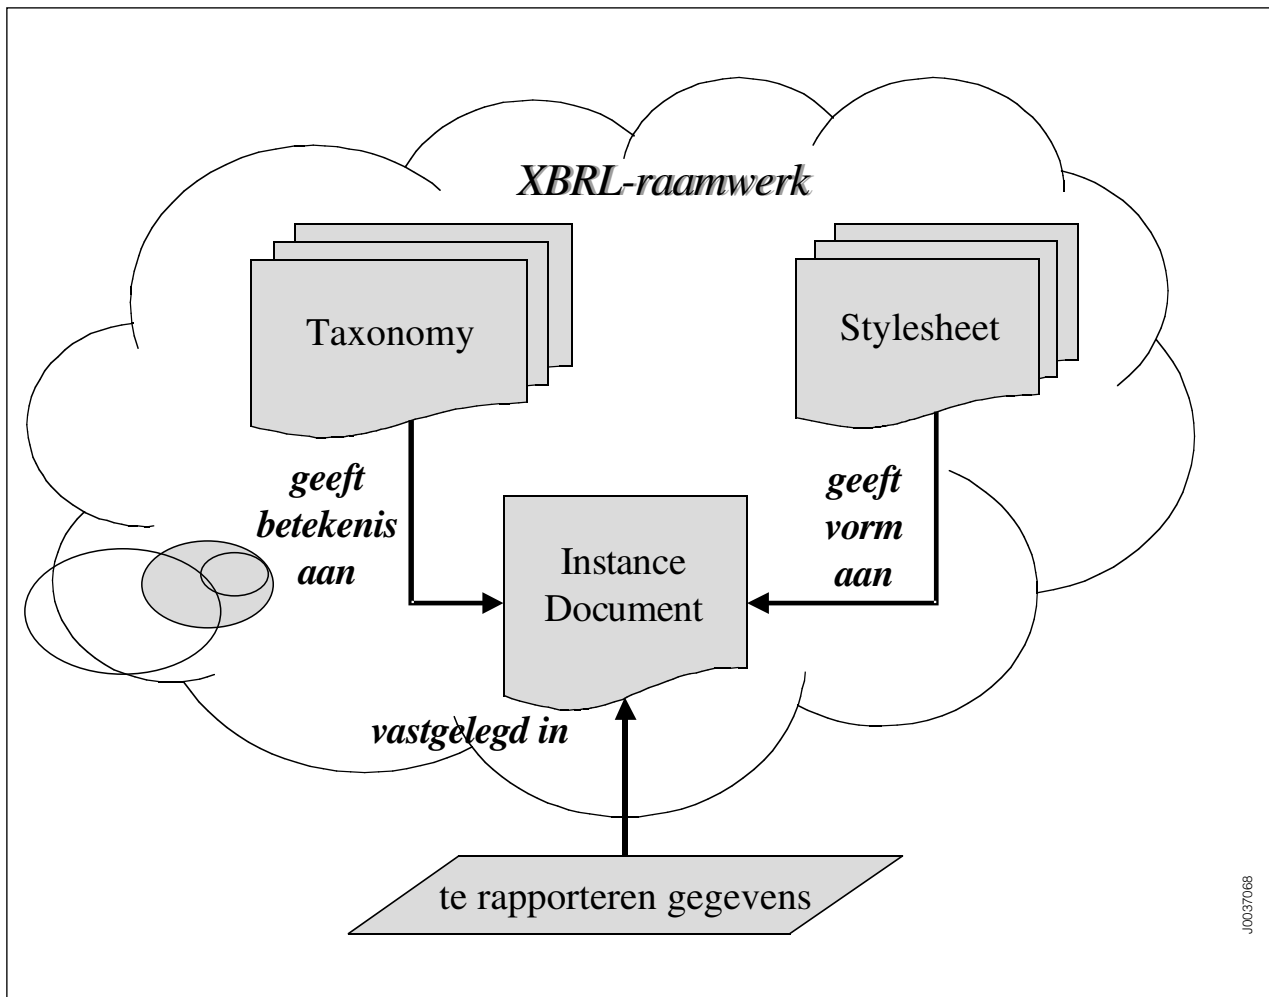 XBRL-raamwerk
Taxonomy
Stylesheet
geeft
betekenis
aan
geeft
vorm
aan
Instance
Document
vastgelegd in
te rapporteren gegevens
J0037068